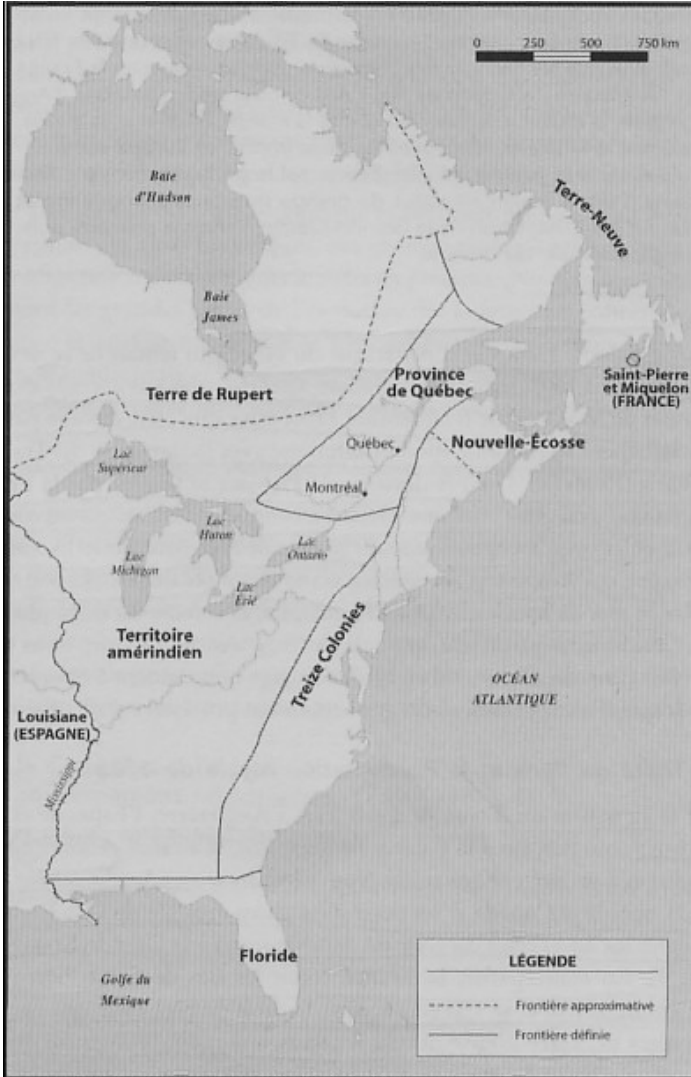 0 250 500 750 km
Baie
d'Hudson
Terre-Neuve
Baie
James
Saint-Pierre
et Miquelon
(FRANCE)
Province
de Québec
Terre de Rupert
Nouvelle-Écosse
Québec
Lac
Supérieur
Montréal
Lac
Huron
Lac
Ontario
Lac
Michigan
Lac
Érié
Territoire
amérindien
Treize Colonies
OCÉAN
ATLANTIQUE
Louisiane
(ESPAGNE)
Mississippi
Floride
Golfe du
Mexique
LÉGENDE
Frontière approximative
Frontière définie